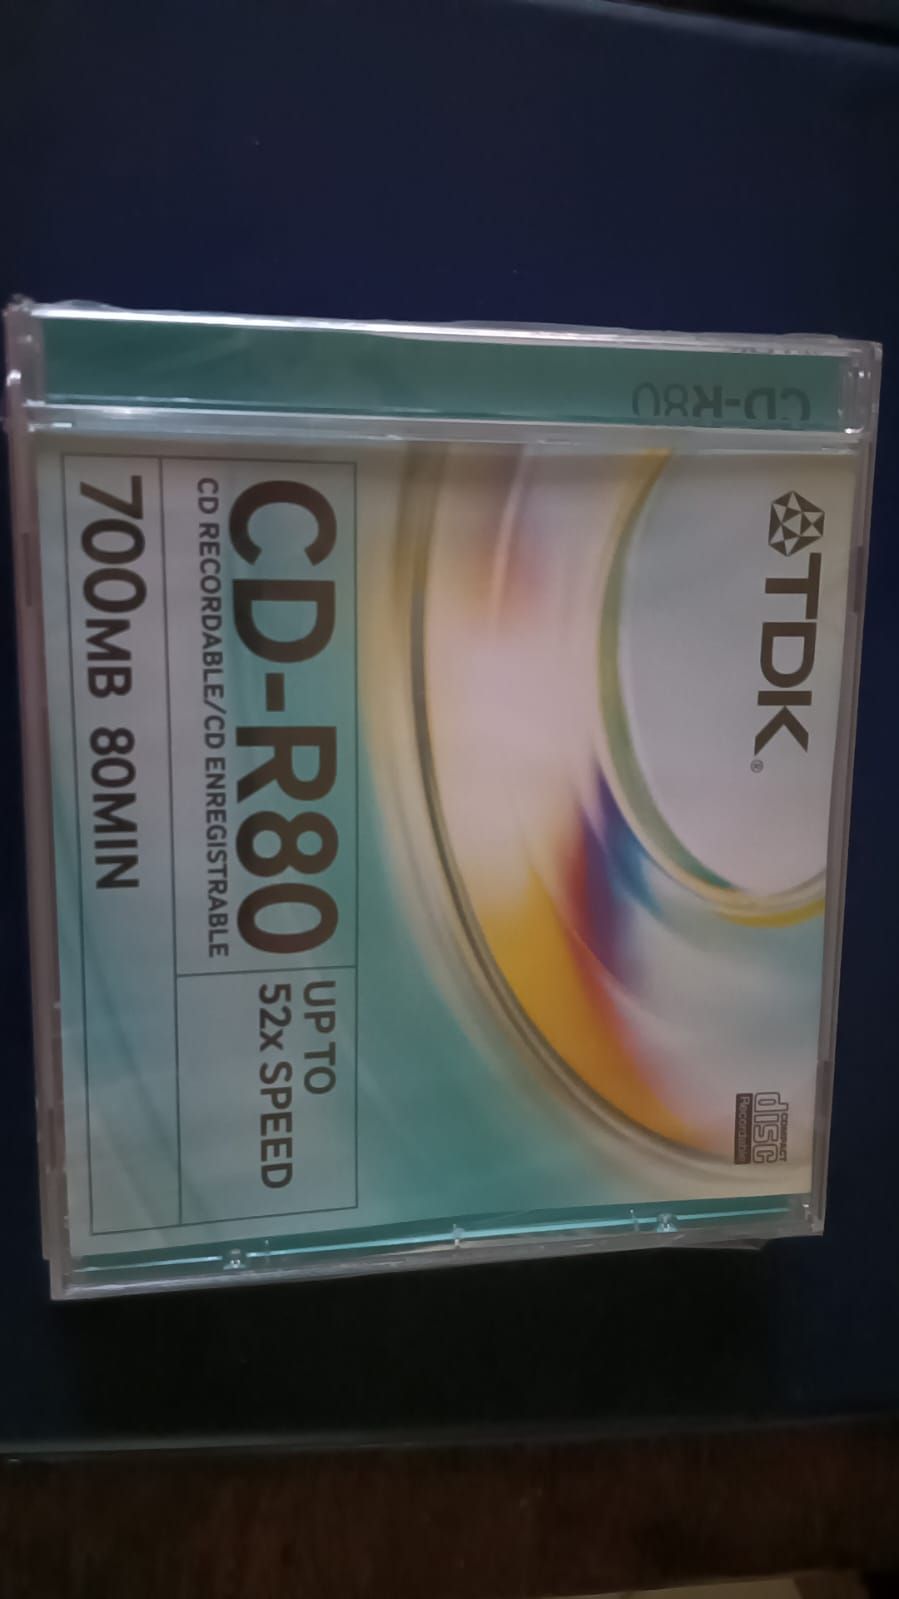 CD-R80
TDK®
COMPACT
disc
Recordable
CD-R80
CD RECORDABLE/CD ENREGISTRABLE
UP TO
52x SPEED
700MB 80MIN